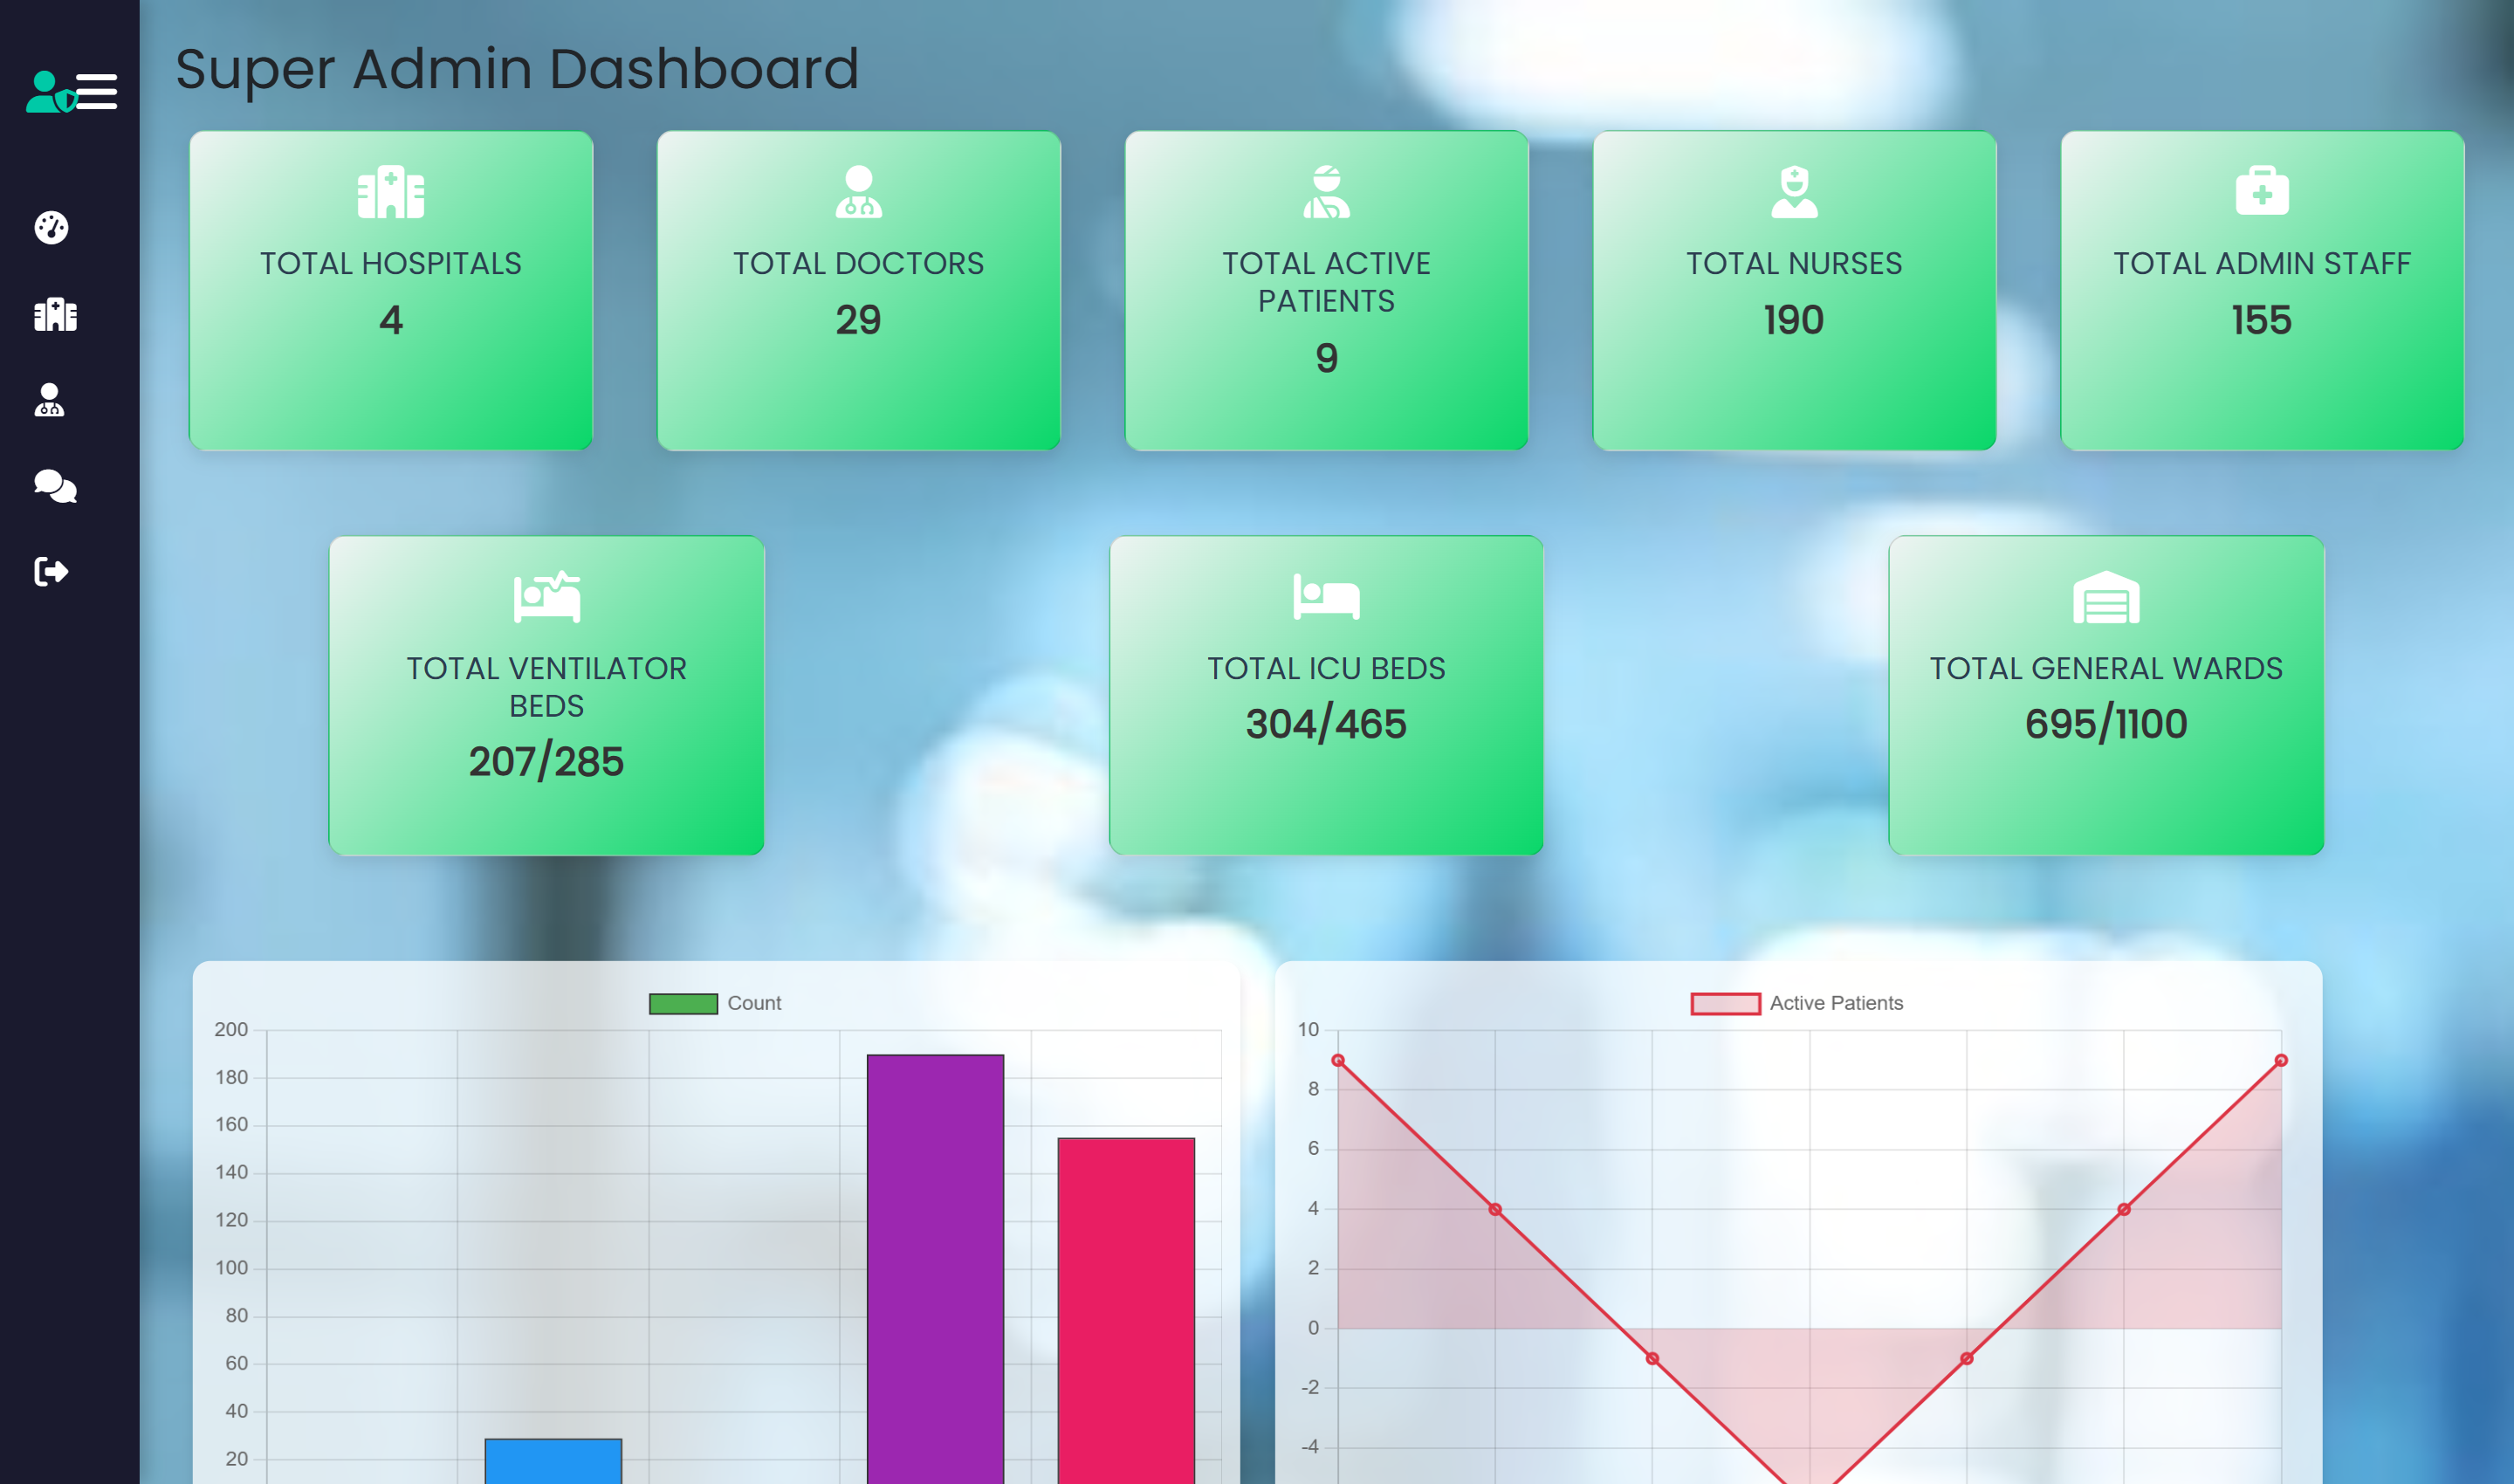 Super Admin Dashboard
TOTAL HOSPITALS
4
TOTAL DOCTORS
29
TOTAL ACTIVE
PATIENTS
9
TOTAL NURSES
190
TOTAL ADMIN STAFF
155
TOTAL VENTILATOR
BEDS
207/285
TOTAL ICU BEDS
304/465
TOTAL GENERAL WARDS
695/1100
Count
200
180
160
140
120
100
80
60
40
20
Active Patients
10
8
6
4
2
0
-2
-4